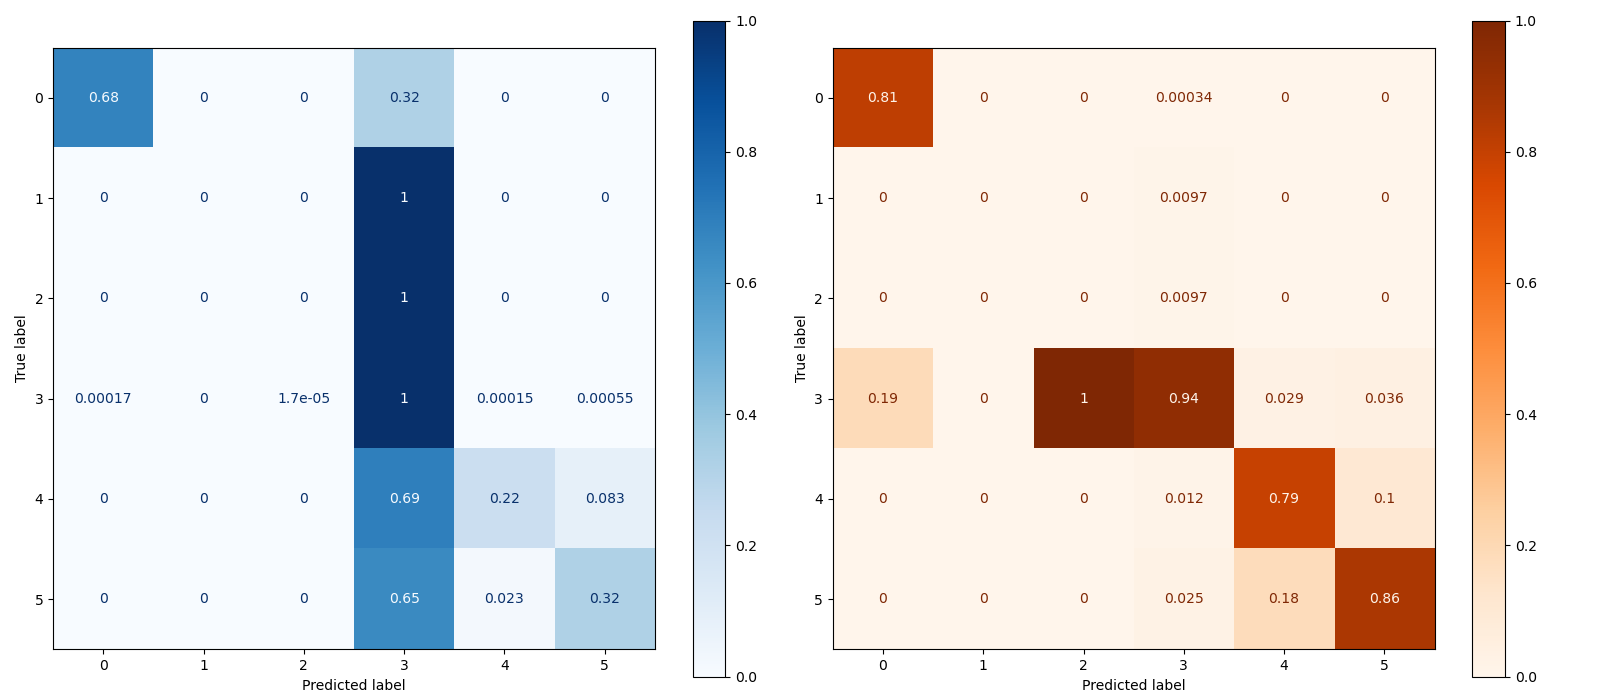 1.0
0.8
0.6
0.4
0.2
0.0
True label
0 0.68 0 0 0.32 0 0
1 0 0 0 1 0 0
2 0 0 0 1 0 0
3 0.00017 0 1.7e-05 1 0.00015 0.00055
4 0 0 0 0.69 0.22 0.083
5 0 0 0 0.65 0.023 0.32
0 1 2 3 4 5
Predicted label
1.0
0.8
0.6
0.4
0.2
0.0
True label
0 0.81 0 0 0.00034 0 0
1 0 0 0 0.0097 0 0
2 0 0 0 0.0097 0 0
3 0.19 0 1 0.94 0.029 0.036
4 0 0 0 0.012 0.79 0.1
5 0 0 0 0.025 0.18 0.86
0 1 2 3 4 5
Predicted label